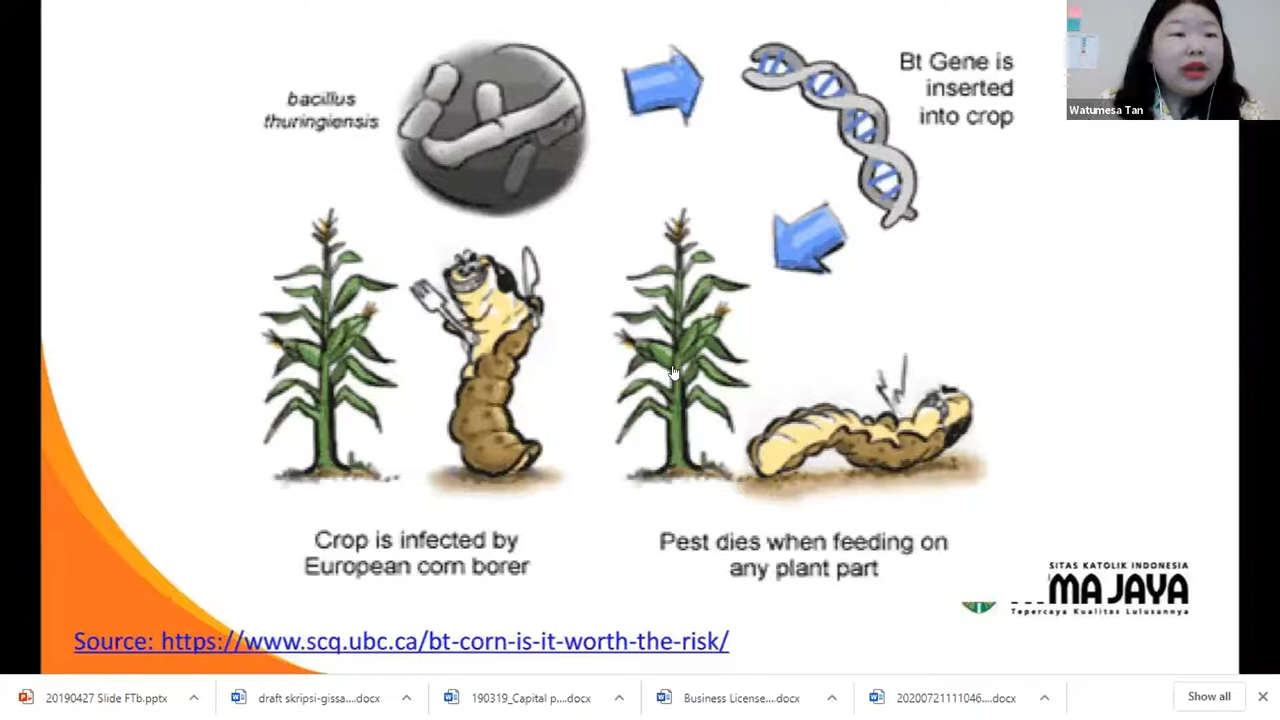 bacillus
thuringiensis
Bt Gene is
inserted
into crop
Watumesa Tan
Crop is infected by
European corn borer
Pest dies when feeding on
any plant part
SITAS KATOLIK INDONESIA
MA JAYA
Tepercaya Kualitas Lulusannya
Source: https://www.scq.ubc.ca/bt-corn-is-it-worth-the-risk/
20190427 Slide FTb.pptx
draft skripsi-gissa....docx
190319_Capital p....docx
Business License....docx
20200721111046....docx
Show all